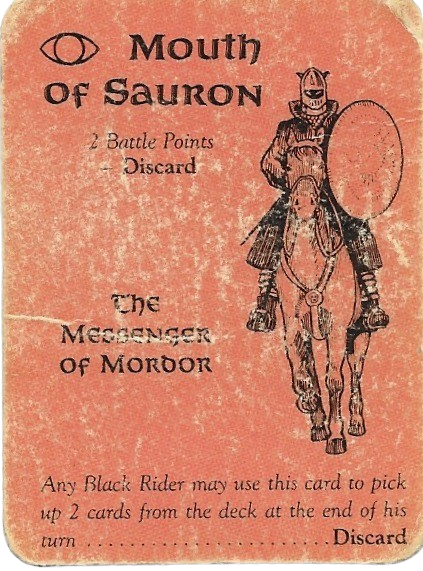 Mouth
of Sauron
2 Battle Points
– Discard
The
Messenger
of Mordor
Any Black Rider may use this card to pick
up 2 cards from the deck at the end of his
turn . . . . . . . . . . . . . . . . . . . . . . . Discard